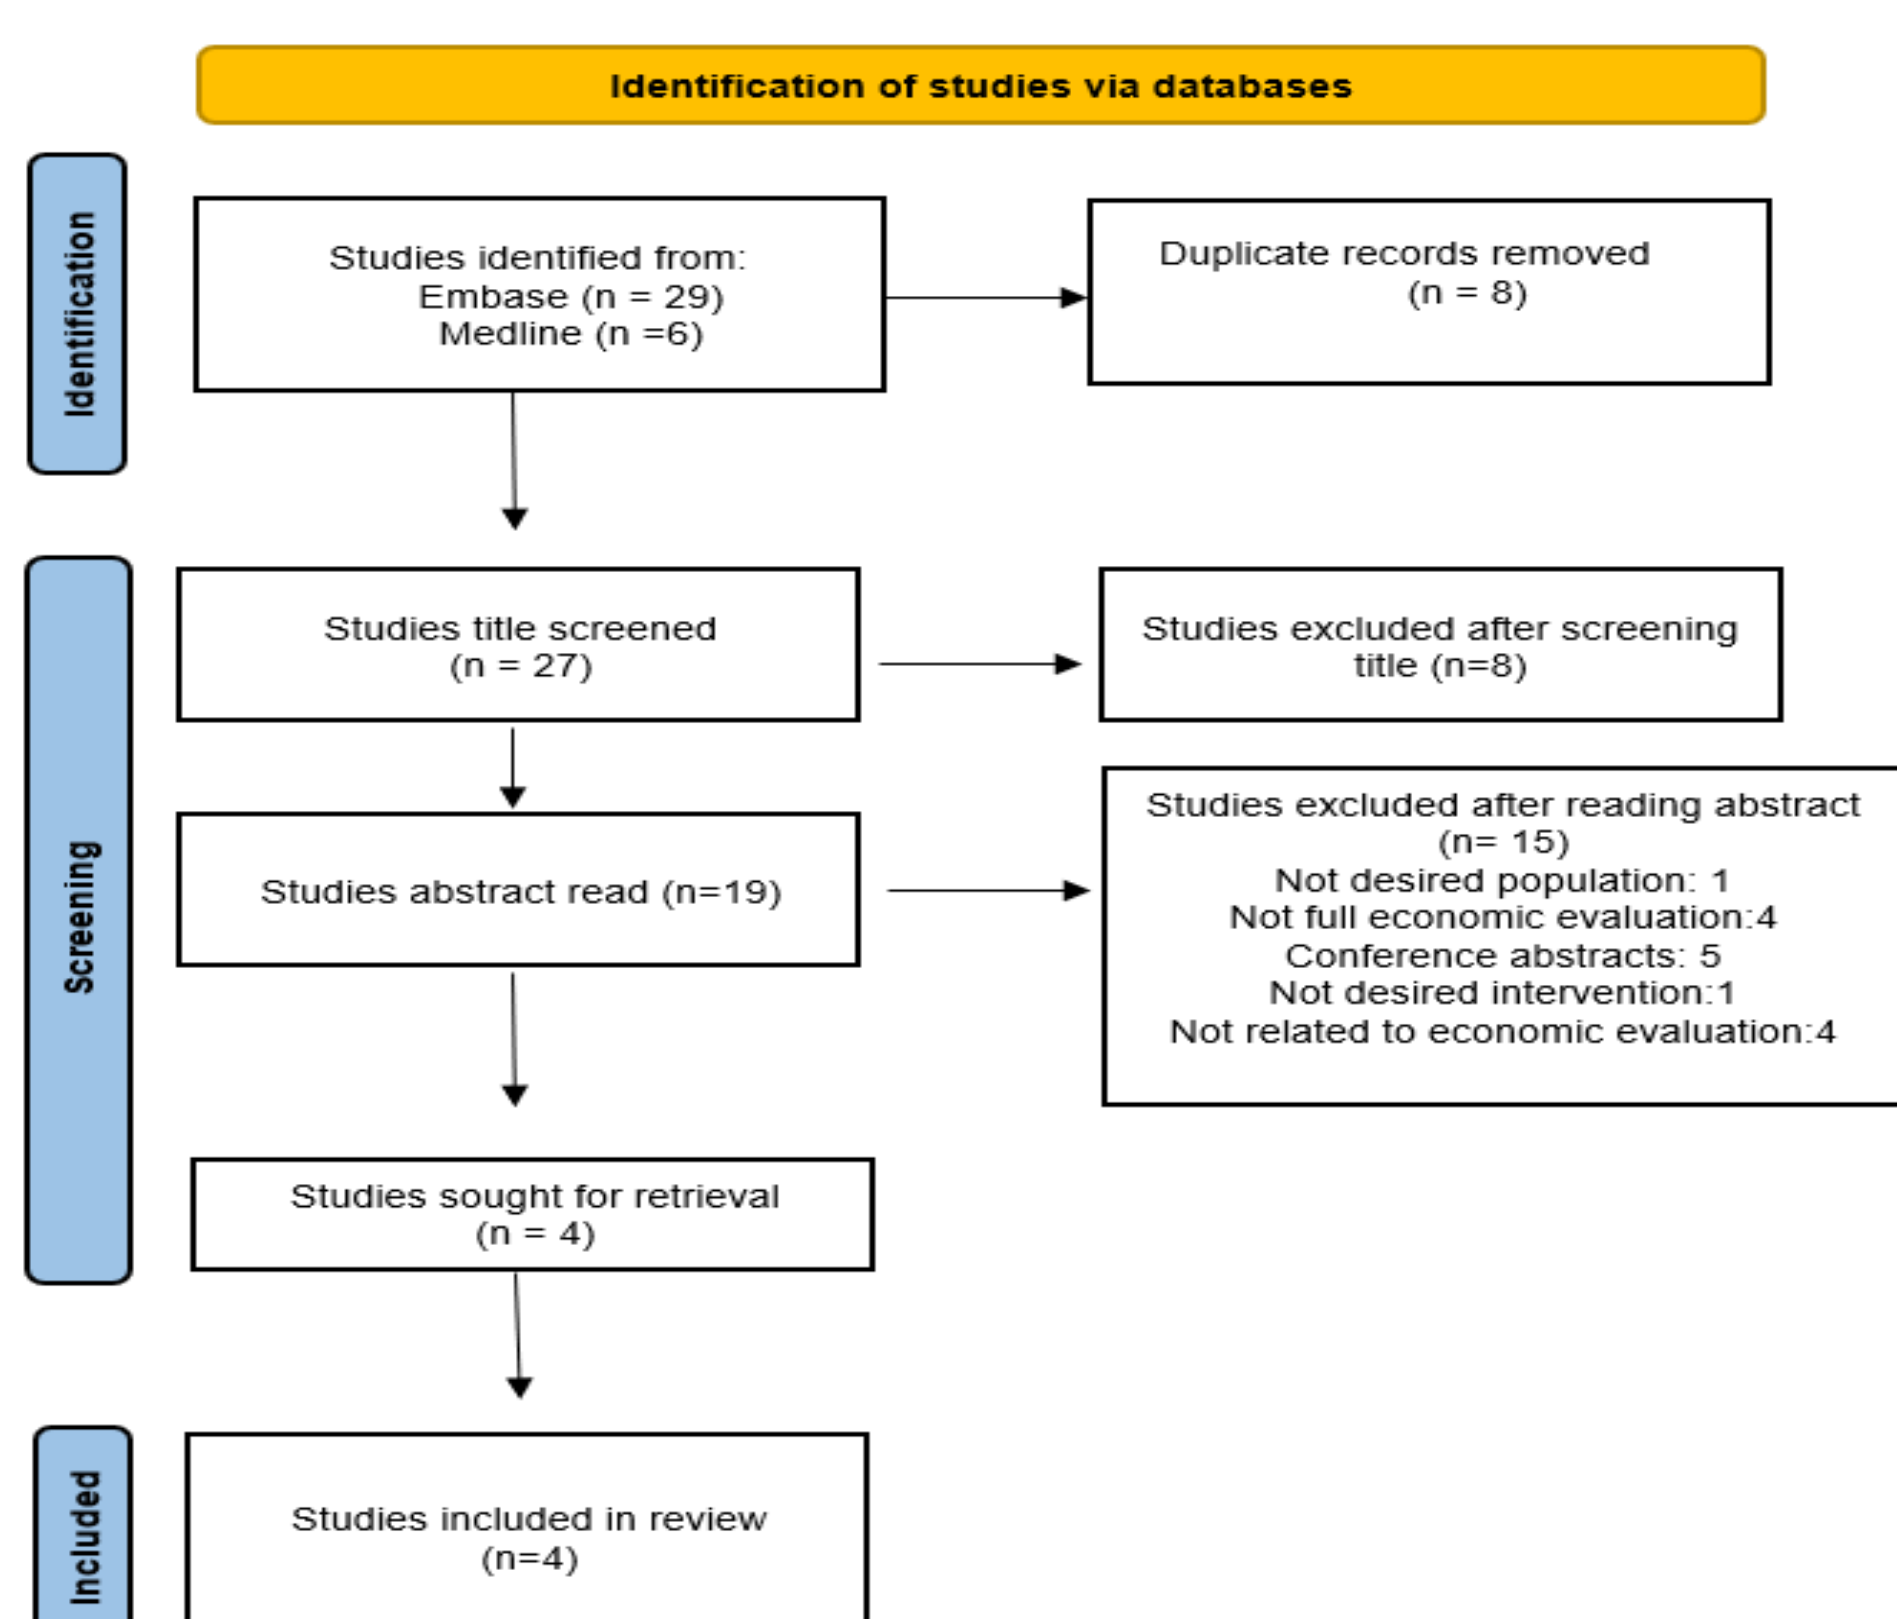 Identification of studies via databases
Identification
Studies identified from:
Embase (n = 29)
Medline (n =6)
Duplicate records removed
(n = 8)
Screening
Studies title screened
(n = 27)
Studies excluded after screening
title (n=8)
Studies abstract read (n=19)
Studies excluded after reading abstract
(n= 15)
Not desired population: 1
Not full economic evaluation:4
Conference abstracts: 5
Not desired intervention:1
Not related to economic evaluation:4
Studies sought for retrieval
(n = 4)
Included
Studies included in review
(n=4)